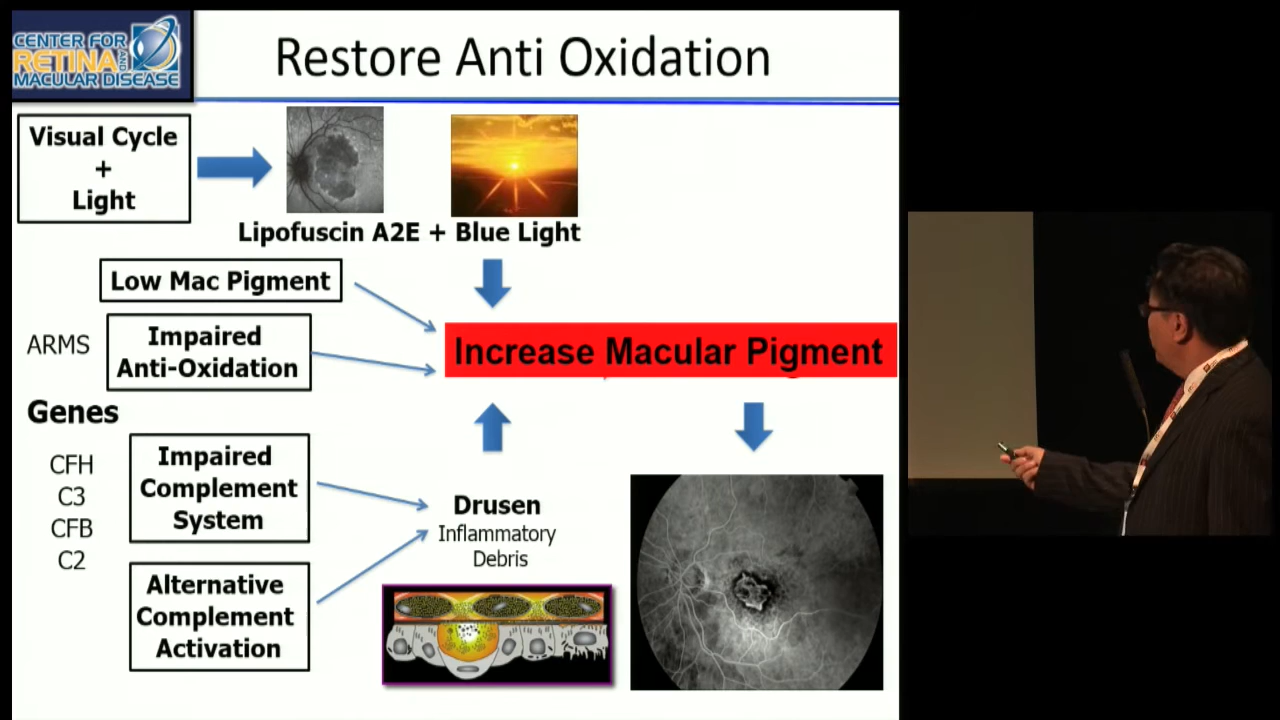 CENTER FOR
RETINA AND
MACULAR DISEASE
Restore Anti Oxidation
Visual Cycle
+
Light
Lipofuscin A2E + Blue Light
Low Mac Pigment
ARMS
Impaired
Anti-Oxidation
Increase Macular Pigment
Genes
CFH
C3
CFB
C2
Impaired
Complement
System
Drusen
Inflammatory
Debris
Alternative
Complement
Activation